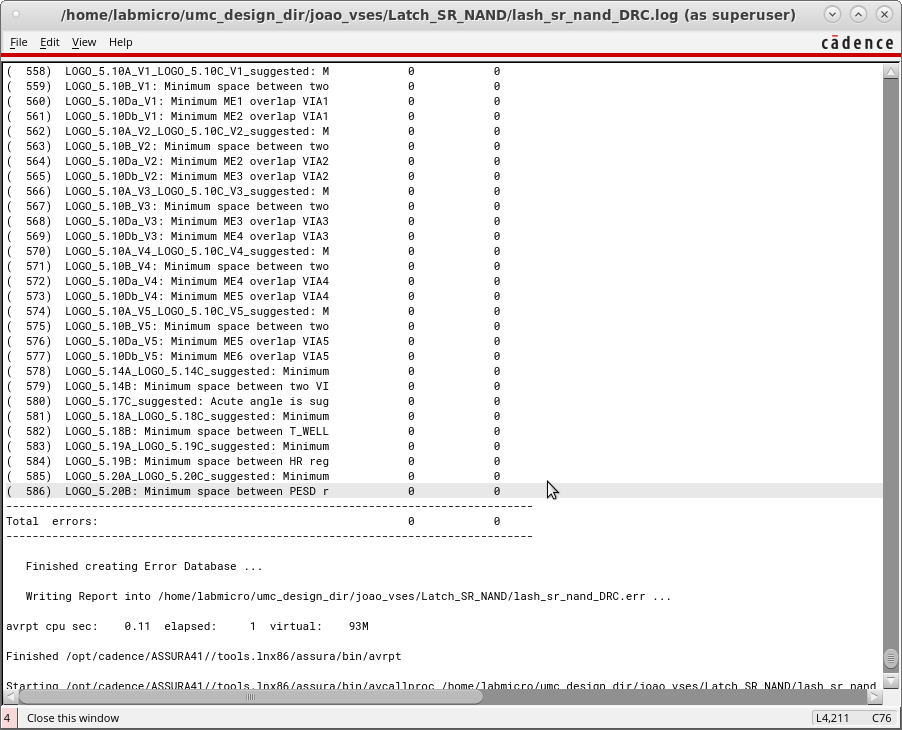 /home/labmicro/umc_design_dir/joao_vses/Latch_SR_NAND/lash_sr_nand_DRC.log (as superuser)
File Edit View Help cādence
( 558) LOGO_5.10A_V1_LOGO_5.10C_V1_suggested: M 0 0
( 559) LOGO_5.10B_V1: Minimum space between two 0 0
( 560) LOGO_5.10Da_V1: Minimum ME1 overlap VIA1 0 0
( 561) LOGO_5.10Db_V1: Minimum ME2 overlap VIA1 0 0
( 562) LOGO_5.10A_V2_LOGO_5.10C_V2_suggested: M 0 0
( 563) LOGO_5.10B_V2: Minimum space between two 0 0
( 564) LOGO_5.10Da_V2: Minimum ME2 overlap VIA2 0 0
( 565) LOGO_5.10Db_V2: Minimum ME3 overlap VIA2 0 0
( 566) LOGO_5.10A_V3_LOGO_5.10C_V3_suggested: M 0 0
( 567) LOGO_5.10B_V3: Minimum space between two 0 0
( 568) LOGO_5.10Da_V3: Minimum ME3 overlap VIA3 0 0
( 569) LOGO_5.10Db_V3: Minimum ME4 overlap VIA3 0 0
( 570) LOGO_5.10A_V4_LOGO_5.10C_V4_suggested: M 0 0
( 571) LOGO_5.10B_V4: Minimum space between two 0 0
( 572) LOGO_5.10Da_V4: Minimum ME4 overlap VIA4 0 0
( 573) LOGO_5.10Db_V4: Minimum ME5 overlap VIA4 0 0
( 574) LOGO_5.10A_V5_LOGO_5.10C_V5_suggested: M 0 0
( 575) LOGO_5.10B_V5: Minimum space between two 0 0
( 576) LOGO_5.10Da_V5: Minimum ME5 overlap VIA5 0 0
( 577) LOGO_5.10Db_V5: Minimum ME6 overlap VIA5 0 0
( 578) LOGO_5.14A_LOGO_5.14C_suggested: Minimum 0 0
( 579) LOGO_5.14B: Minimum space between two VI 0 0
( 580) LOGO_5.17C_suggested: Acute angle is sug 0 0
( 581) LOGO_5.18A_LOGO_5.18C_suggested: Minimum 0 0
( 582) LOGO_5.18B: Minimum space between T_WELL 0 0
( 583) LOGO_5.19A_LOGO_5.19C_suggested: Minimum 0 0
( 584) LOGO_5.19B: Minimum space between HR reg 0 0
( 585) LOGO_5.20A_LOGO_5.20C_suggested: Minimum 0 0
( 586) LOGO_5.20B: Minimum space between PESD r 0 0
--------------------------------------------------------------------------------
Total errors: 0 0
--------------------------------------------------------------------------------
Finished creating Error Database ...
Writing Report into /home/labmicro/umc_design_dir/joao_vses/Latch_SR_NAND/lash_sr_nand_DRC.err ...
avrpt cpu sec: 0.11 elapsed: 1 virtual: 93M
Finished /opt/cadence/ASSURA41//tools.lnx86/assura/bin/avrpt
Starting /opt/cadence/ASSURA41//tools.lnx86/assura/bin/avcallproc /home/labmicro/umc_design_dir/joao_vses/Latch_SR_NAND/lash_sr_nand
4 Close this window L4,211 C76